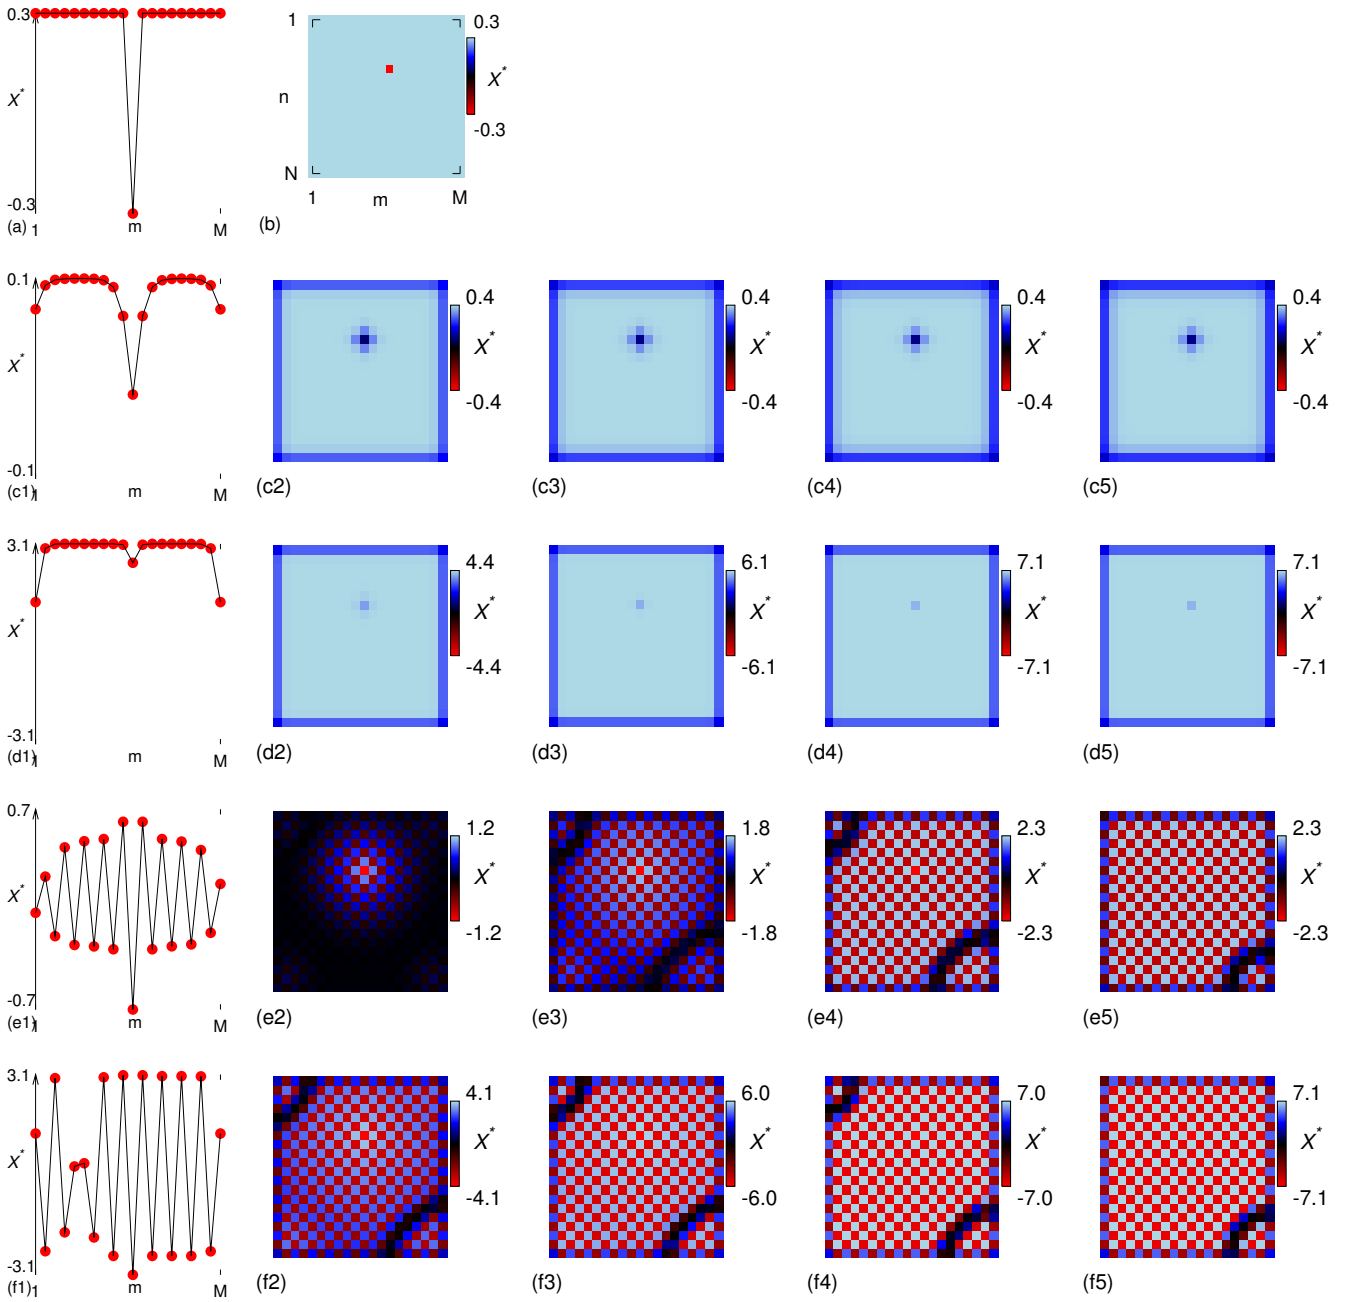 0.3
X*
-0.3
(a) 1 m M
1
n
N
1 m M
0.3
X*
-0.3
(b)
0.1
X*
-0.1
(c1) 1 m M
0.4
X*
-0.4
(c2)
0.4
X*
-0.4
(c3)
0.4
X*
-0.4
(c4)
0.4
X*
-0.4
(c5)
3.1
X*
-3.1
(d1) 1 m M
4.4
X*
-4.4
(d2)
6.1
X*
-6.1
(d3)
7.1
X*
-7.1
(d4)
7.1
X*
-7.1
(d5)
0.7
X*
-0.7
(e1) 1 m M
1.2
X*
-1.2
(e2)
1.8
X*
-1.8
(e3)
2.3
X*
-2.3
(e4)
2.3
X*
-2.3
(e5)
3.1
X*
-3.1
(f1) 1 m M
4.1
X*
-4.1
(f2)
6.0
X*
-6.0
(f3)
7.0
X*
-7.0
(f4)
7.1
X*
-7.1
(f5)